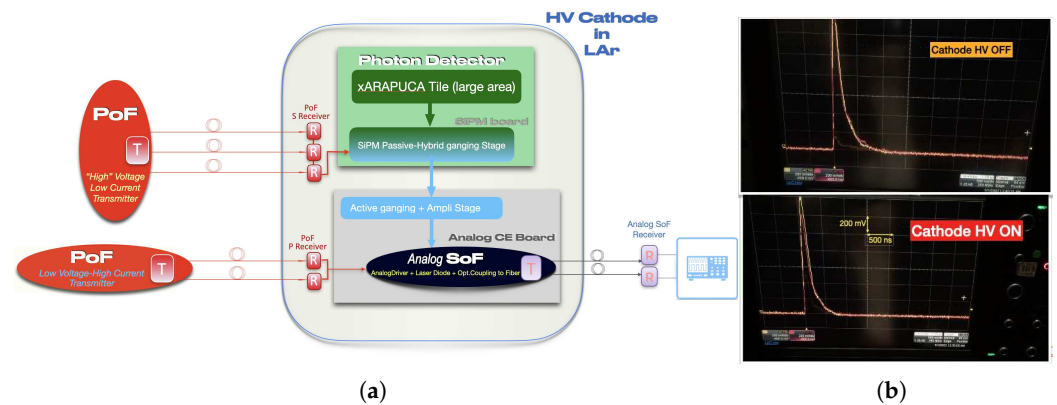 HV Cathode
in
LAr
Photon Detector
xARAPUCA Tile (large area)
SiPM board
SiPM Passive-Hybrid ganging Stage
PoF
"High" Voltage
Low Current
Transmitter
T
PoF
S Receiver
R
R
R
Active ganging + Ampli Stage
Analog CE Board
Analog SoF
AnalogDriver + Laser Diode + Opt.Coupling to Fiber
T
PoF
Low Voltage-High Current
Transmitter
T
PoF
P Receiver
R
R
Analog SoF
Receiver
R
R
(a)
Cathode HV OFF
Cathode HV ON
200 mV
500 ns
(b)